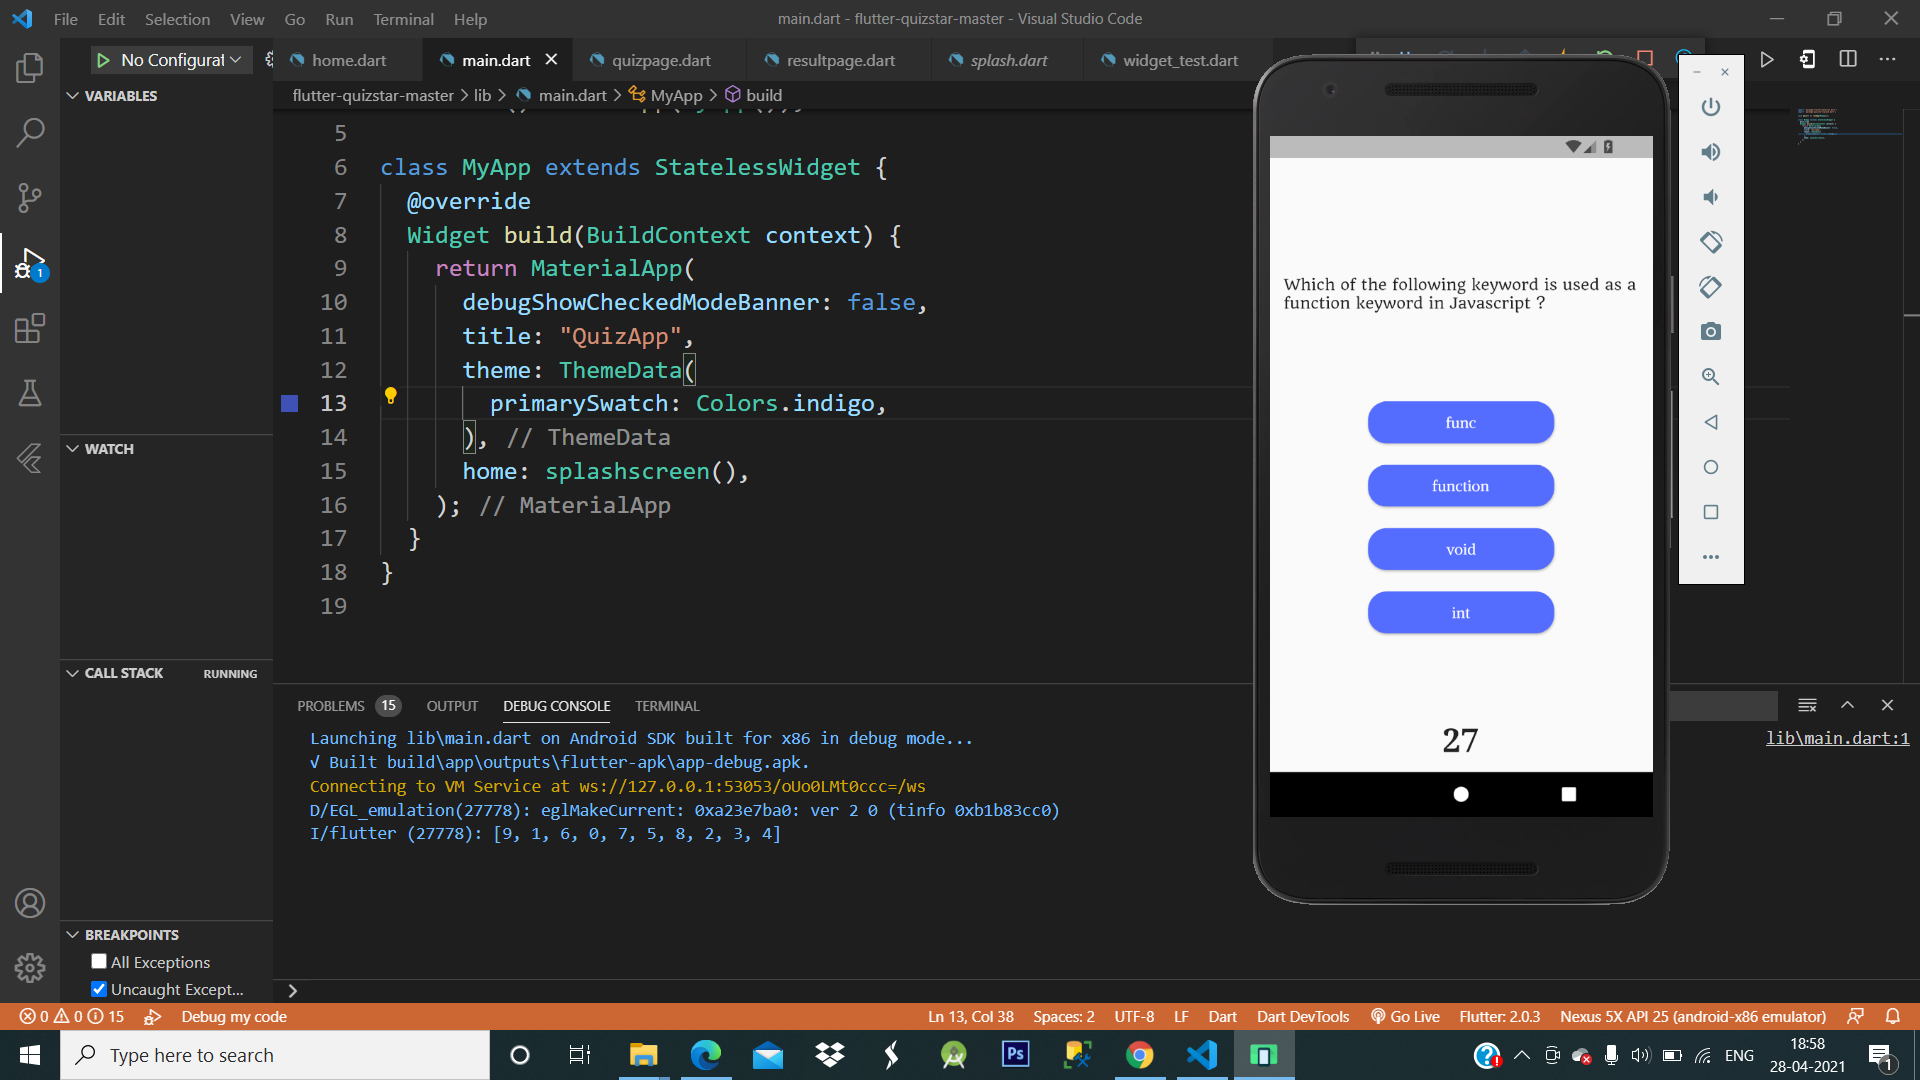 File Edit Selection View Go Run Terminal Help
main.dart - flutter-quizstar-master - Visual Studio Code
No Configurat
home.dart
main.dart
quizpage.dart
resultpage.dart
splash.dart
widget_test.dart
flutter-quizstar-master > lib > main.dart > MyApp > build
VARIABLES
WATCH
CALL STACK RUNNING
BREAKPOINTS
All Exceptions
Uncaught Except...
1
5
6 class MyApp extends StatelessWidget {
7 @override
8 Widget build(BuildContext context) {
9 return MaterialApp(
10 debugShowCheckedModeBanner: false,
11 title: "QuizApp",
12 theme: ThemeData(
13 primarySwatch: Colors.indigo,
14 ), // ThemeData
15 home: splashscreen(),
16 ); // MaterialApp
17 }
18 }
19
PROBLEMS 15 OUTPUT DEBUG CONSOLE TERMINAL
Launching lib\main.dart on Android SDK built for x86 in debug mode...
lib\main.dart:1
√ Built build\app\outputs\flutter-apk\app-debug.apk.
Connecting to VM Service at ws://127.0.0.1:53053/oUo0LMt0ccc=/ws
D/EGL_emulation(27778): eglMakeCurrent: 0xa23e7ba0: ver 2 0 (tinfo 0xb1b83cc0)
I/flutter (27778): [9, 1, 6, 0, 7, 5, 8, 2, 3, 4]
Which of the following keyword is used as a
function keyword in Javascript ?
func
function
void
int
27
0 0 15 Debug my code
Ln 13, Col 38 Spaces: 2 UTF-8 LF Dart Dart DevTools Go Live Flutter: 2.0.3 Nexus 5X API 25 (android-x86 emulator)
Type here to search
Ps
ENG
18:58
28-04-2021
1